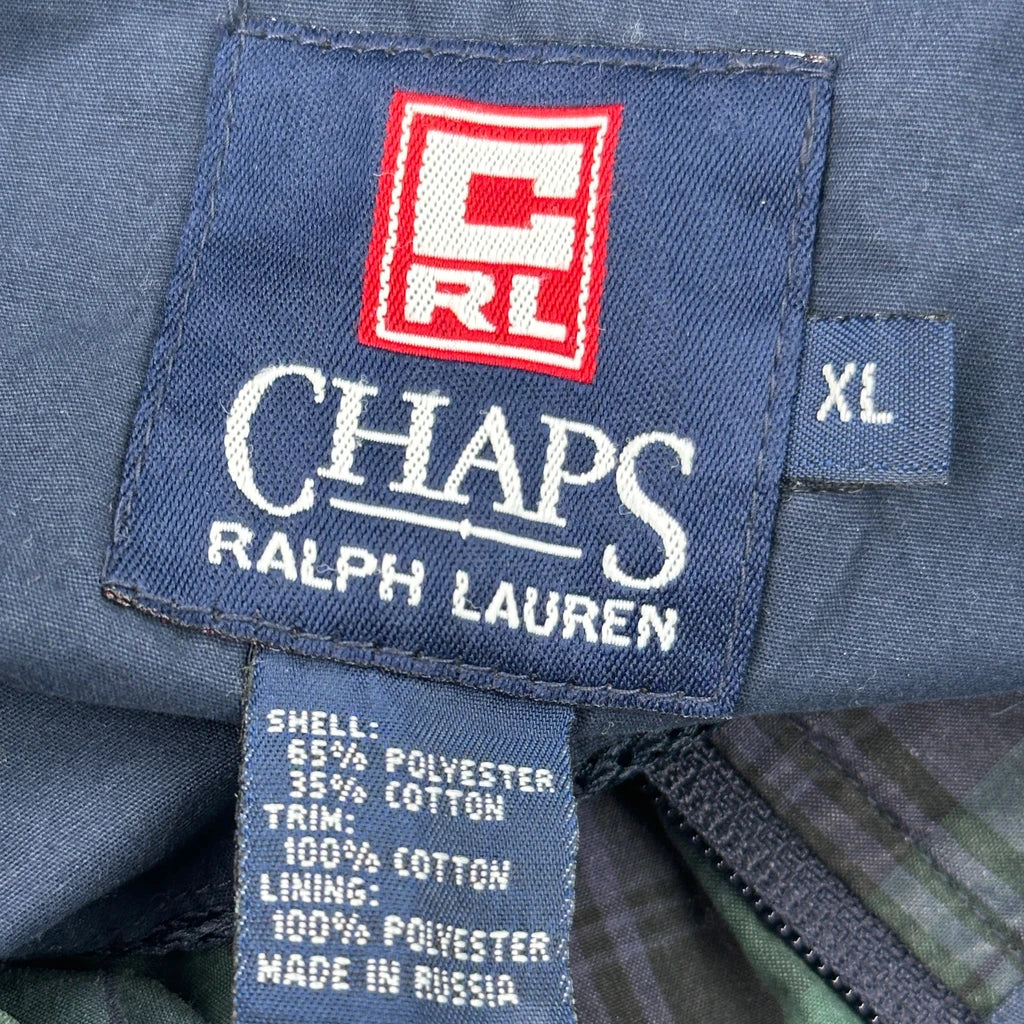 C
RL
CHAPS
RALPH LAUREN
XL
SHELL:
65% POLYESTER
35% COTTON
TRIM:
100% COTTON
LINING:
100% POLYESTER
MADE IN RUSSIA